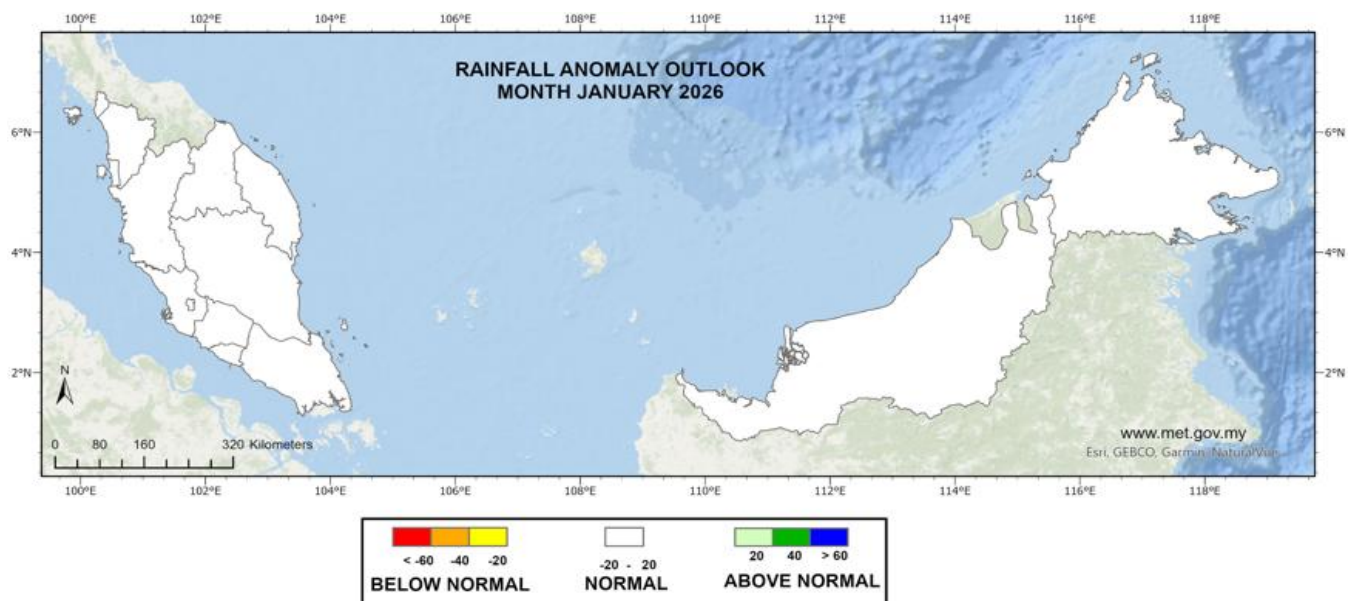 100°E 102°E 104°E 106°E 108°E 110°E 112°E 114°E 116°E 118°E
RAINFALL ANOMALY OUTLOOK
MONTH JANUARY 2026
6°N 6°N
4°N 4°N
2°N 2°N
N
0 80 160 320 Kilometers
www.met.gov.my
Esri, GEBCO, Garmin, NaturalVue
100°E 102°E 104°E 106°E 108°E 110°E 112°E 114°E 116°E 118°E
< -60 -40 -20 -20 - 20 20 40 > 60
BELOW NORMAL NORMAL ABOVE NORMAL